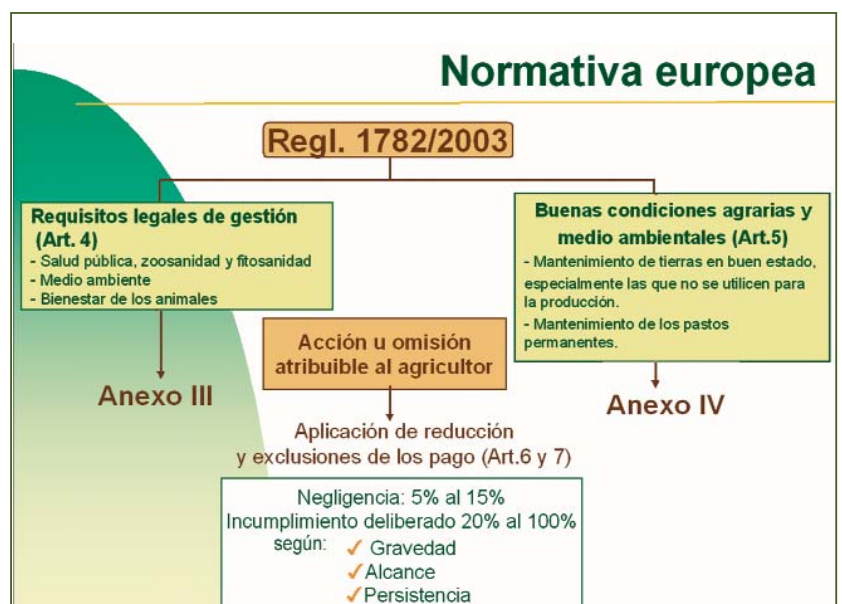 Normativa europea
Regl. 1782/2003
Requisitos legales de gestión
(Art. 4)
- Salud pública, zoosanidad y fitosanidad
- Medio ambiente
- Bienestar de los animales
Anexo III
Buenas condiciones agrarias y
medio ambientales (Art.5)
- Mantenimiento de tierras en buen estado,
especialmente las que no se utilicen para
la producción.
- Mantenimiento de los pastos
permanentes.
Anexo IV
Acción u omisión
atribuible al agricultor
Aplicación de reducción
y exclusiones de los pago (Art.6 y 7)
Negligencia: 5% al 15%
Incumplimiento deliberado 20% al 100%
según: ✓ Gravedad
✓ Alcance
✓ Persistencia